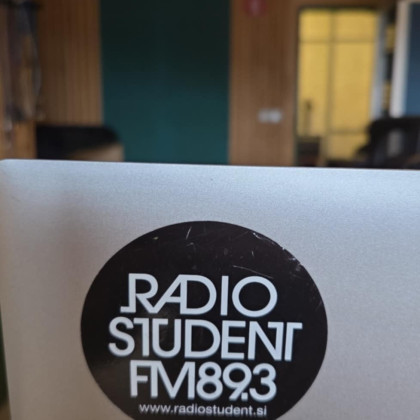 RADIO
STUDENT
FM89.3
www.radiostudent.si